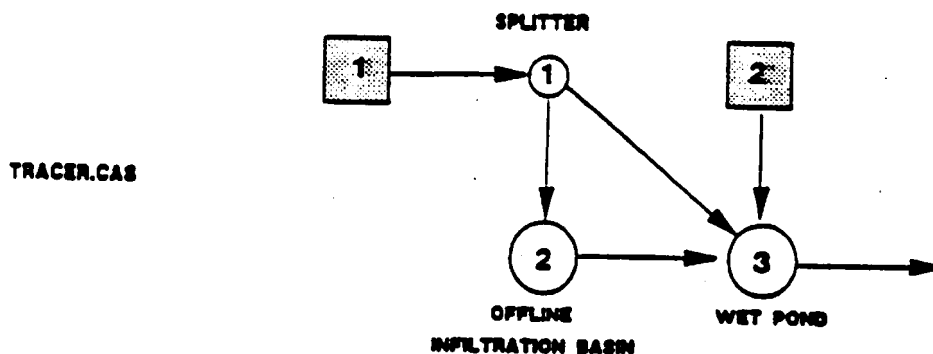 SPLITTER
1
1
2
TRACER.CAS
2
3
OFFLINE
INFILTRATION BASIN
WET POND